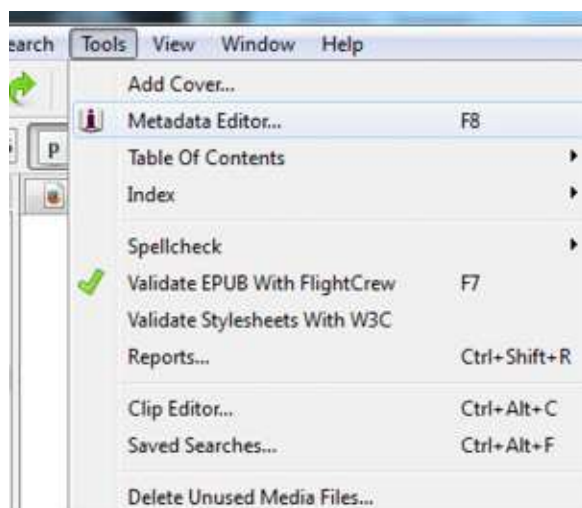 earch Tools View Window Help
Add Cover...
Metadata Editor... F8
P
Table Of Contents
Index
Spellcheck
Validate EPUB With FlightCrew F7
Validate Stylesheets With W3C
Reports... Ctrl+Shift+R
Clip Editor... Ctrl+Alt+C
Saved Searches... Ctrl+Alt+F
Delete Unused Media Files...